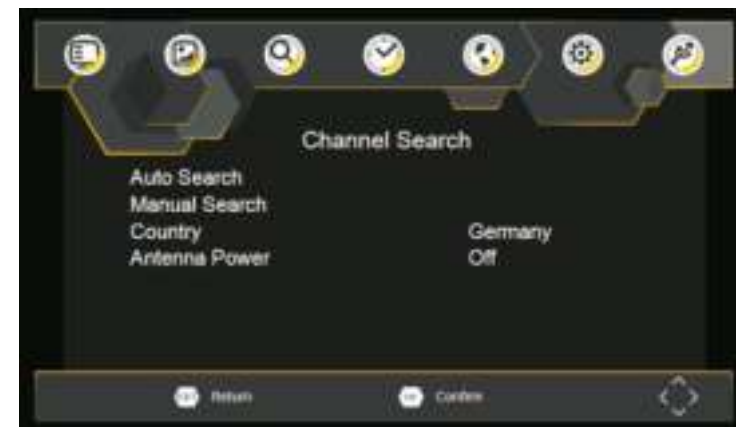 Channel Search
Auto Search
Manual Search
Country Germany
Antenna Power Off
Return Confirm